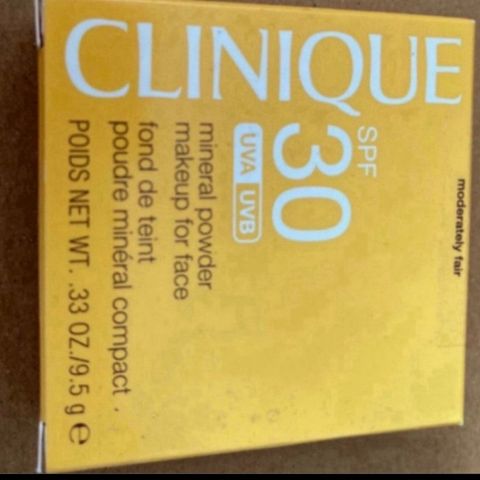 CLINIQUE
moderately fair
SPF
30
UVA UVB
mineral powder
makeup for face
fond de teint
poudre minéral compact .
POIDS NET WT. .33 OZ./9.5 g ℮